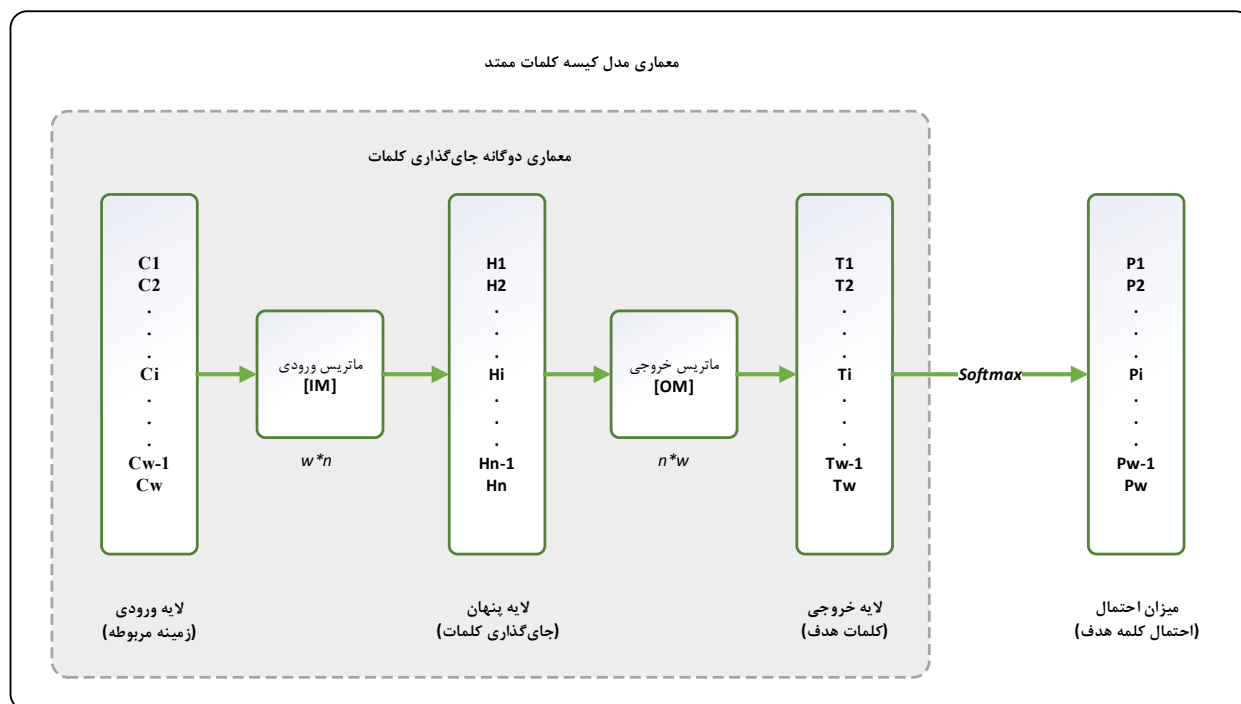 معماری مدل کیسه کلمات ممتد
معماری دوگانه جای‌گذاری کلمات
C1
C2
.
.
.
Ci
.
.
.
Cw-1
Cw
ماتریس ورودی
[IM]
w*n
H1
H2
.
.
.
Hi
.
.
.
Hn-1
Hn
ماتریس خروجی
[OM]
n*w
T1
T2
.
.
.
Ti
.
.
.
Tw-1
Tw
Softmax
P1
P2
.
.
.
Pi
.
.
.
Pw-1
Pw
لایه ورودی
(زمینه مربوطه)
لایه پنهان
(جای‌گذاری کلمات)
لایه خروجی
(کلمات هدف)
میزان احتمال
(احتمال کلمه هدف)